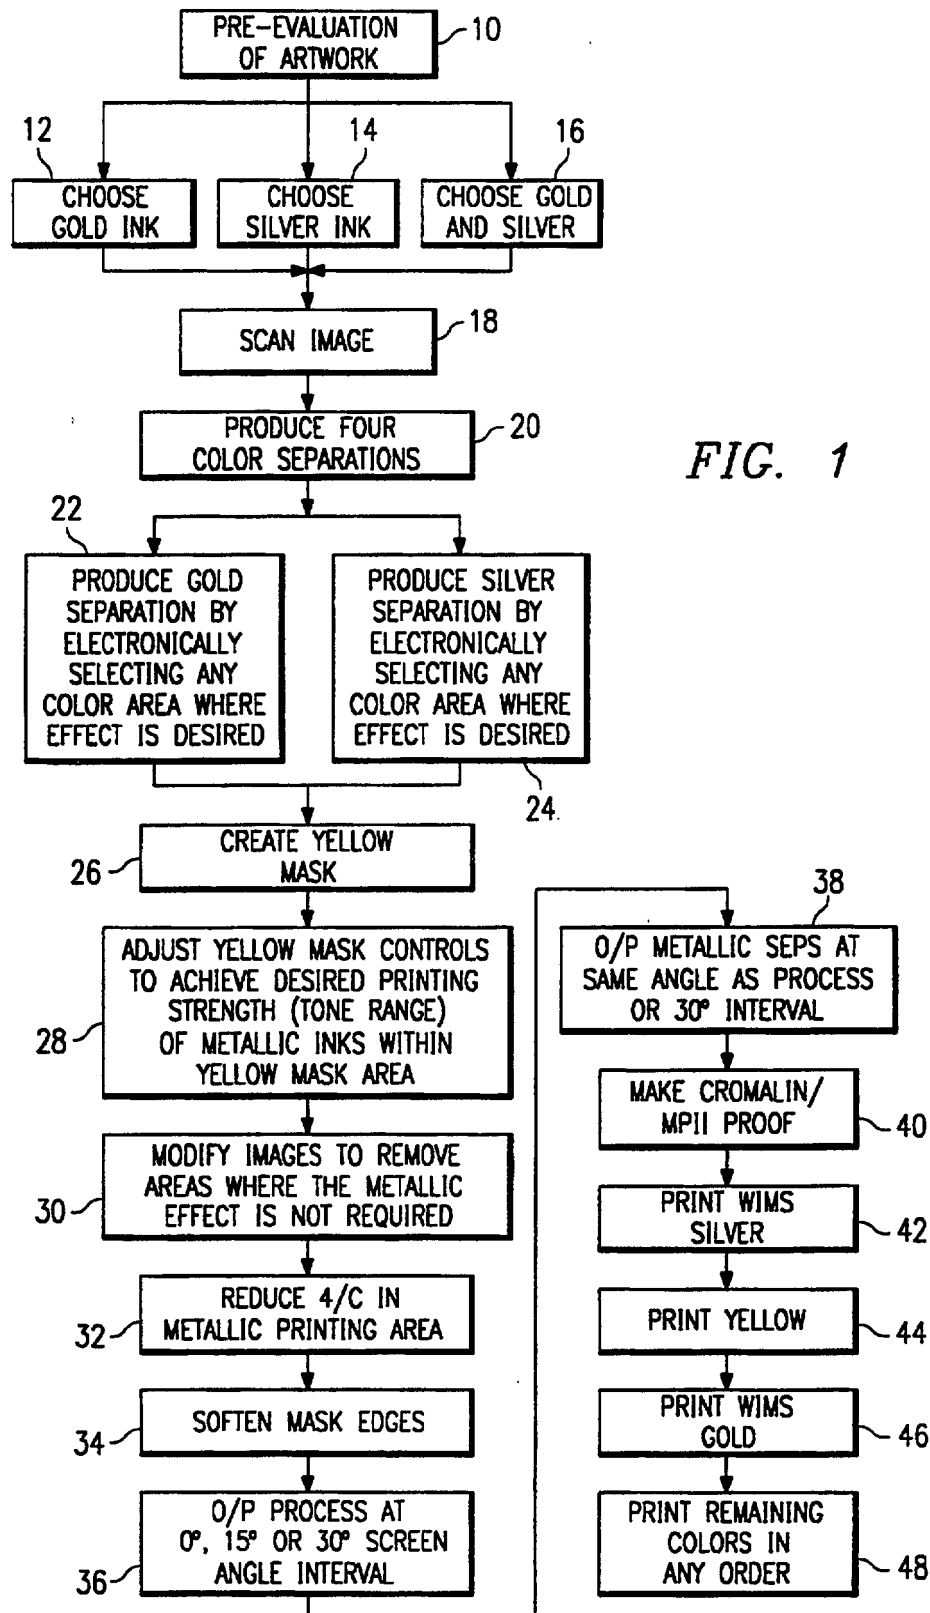 PRE-EVALUATION
OF ARTWORK
10
12
14
16
CHOOSE
GOLD INK
CHOOSE
SILVER INK
CHOOSE GOLD
AND SILVER
SCAN IMAGE
18
PRODUCE FOUR
COLOR SEPARATIONS
20
FIG. 1
22
PRODUCE GOLD
SEPARATION BY
ELECTRONICALLY
SELECTING ANY
COLOR AREA WHERE
EFFECT IS DESIRED
PRODUCE SILVER
SEPARATION BY
ELECTRONICALLY
SELECTING ANY
COLOR AREA WHERE
EFFECT IS DESIRED
24
CREATE YELLOW
MASK
26
ADJUST YELLOW MASK CONTROLS
TO ACHIEVE DESIRED PRINTING
STRENGTH (TONE RANGE)
OF METALLIC INKS WITHIN
YELLOW MASK AREA
28
MODIFY IMAGES TO REMOVE
AREAS WHERE THE METALLIC
EFFECT IS NOT REQUIRED
30
REDUCE 4/C IN
METALLIC PRINTING AREA
32
SOFTEN MASK EDGES
34
O/P PROCESS AT
0°, 15° OR 30° SCREEN
ANGLE INTERVAL
36
38
O/P METALLIC SEPS AT
SAME ANGLE AS PROCESS
OR 30° INTERVAL
MAKE CROMALIN/
MPII PROOF
40
PRINT WIMS
SILVER
42
PRINT YELLOW
44
PRINT WIMS
GOLD
46
PRINT REMAINING
COLORS IN
ANY ORDER
48